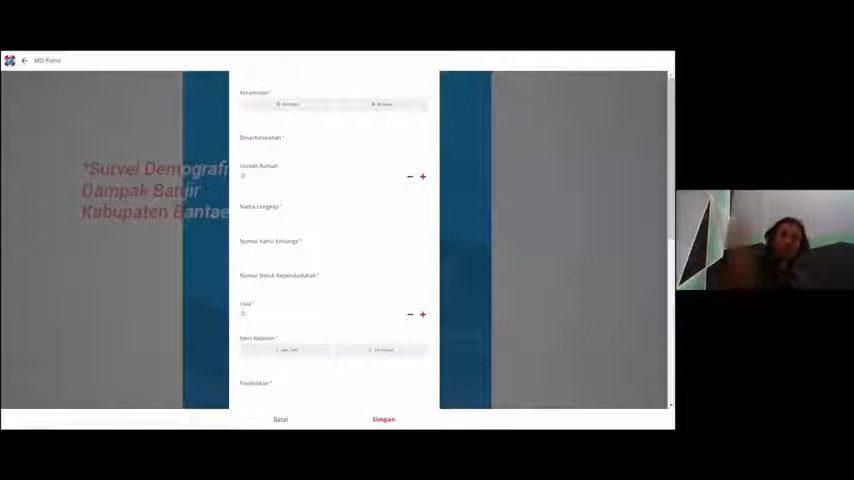 MD Form
Kecamatan *
Desa/Kelurahan *
Jumlah Rumah
0
Nama Lengkap *
Nomor Kartu Keluarga *
Nomor Induk Kependudukan *
Usia *
0
Jenis Kelamin *
Pendidikan *
Batal
Simpan
*Survei Demografi
Dampak Banjir
Kabupaten Bantae